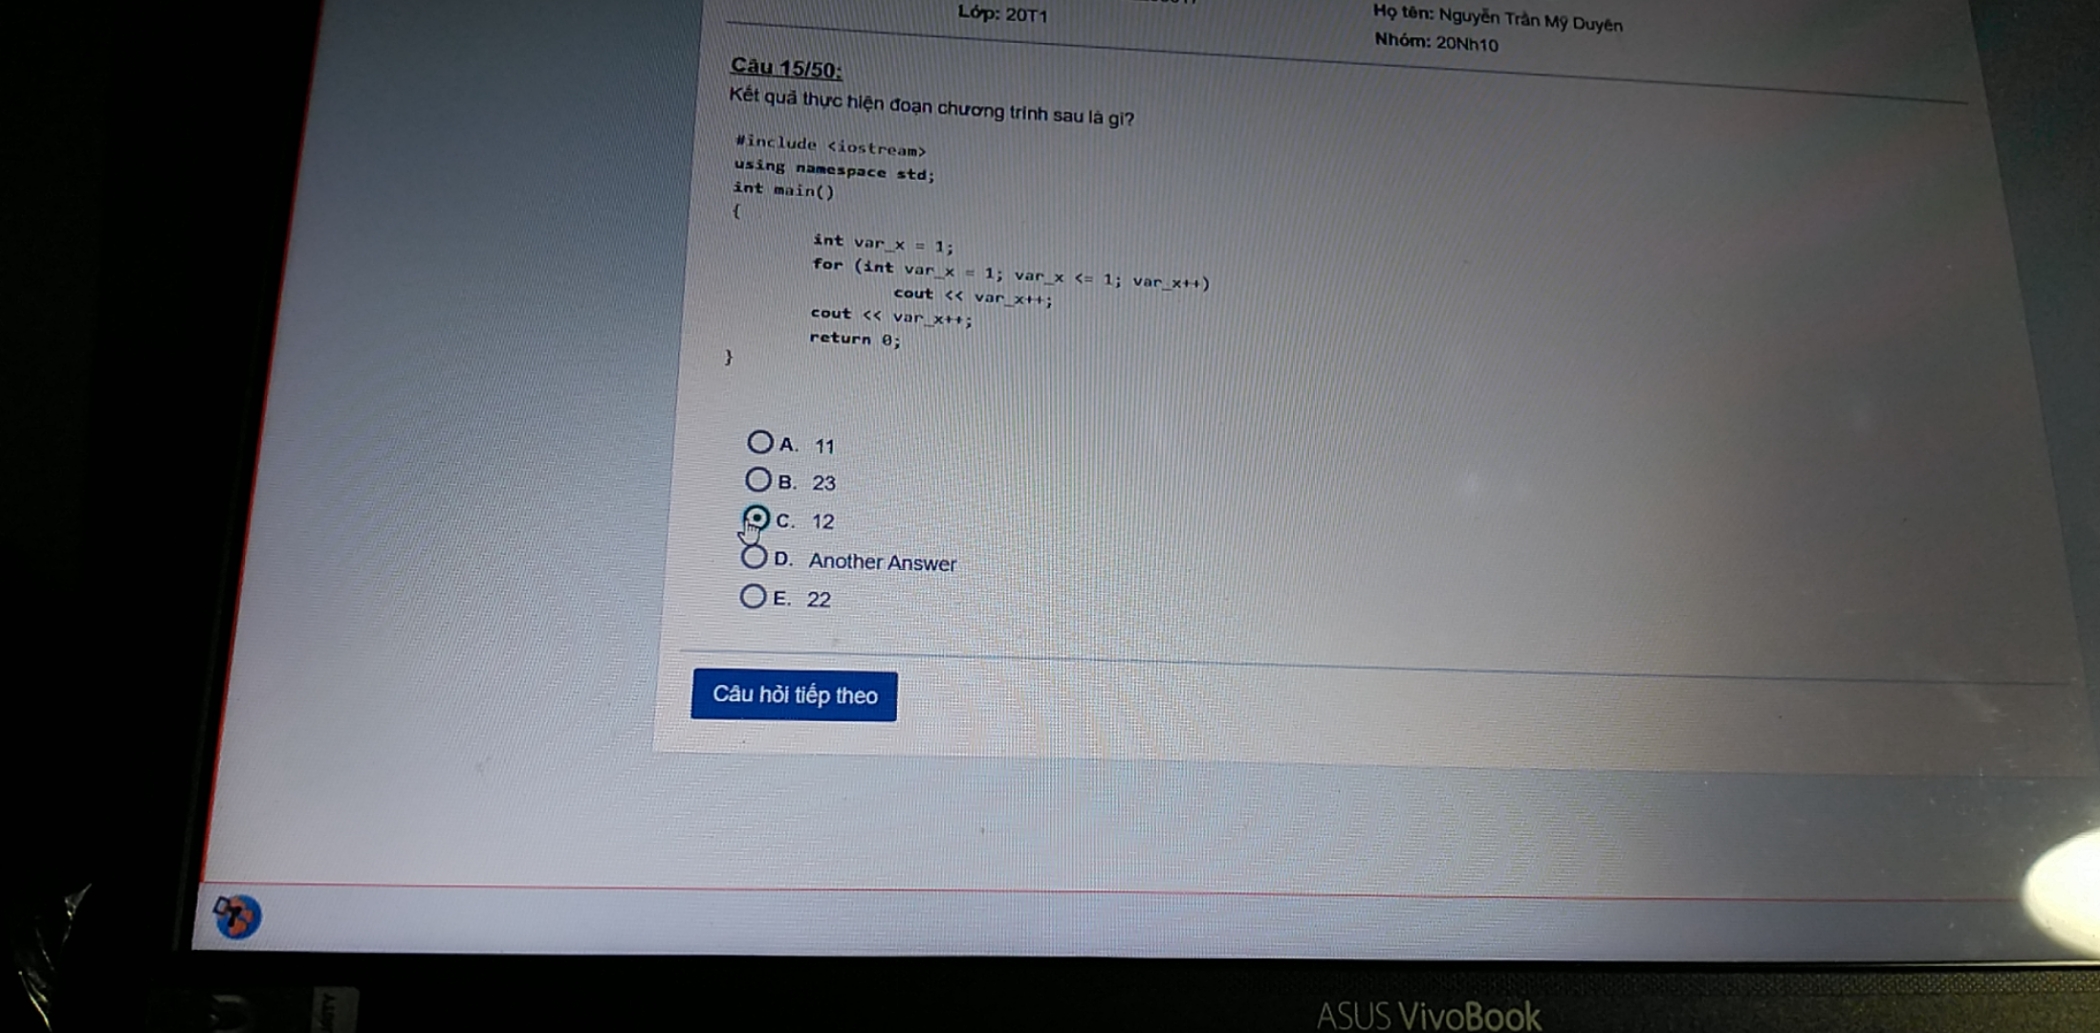 Lớp: 20T1
Họ tên: Nguyễn Trần Mỹ Duyên
Nhóm: 20Nh10
Câu 15/50:
Kết quả thực hiện đoạn chương trình sau là gì?
#include <iostream>
using namespace std;
int main()
{
int var_x = 1;
for (int var_x = 1; var_x <= 1; var_x++)
cout << var_x++;
cout << var_x++;
return 0;
}
A. 11
B. 23
C. 12
D. Another Answer
E. 22
Câu hỏi tiếp theo
ASUS VivoBook